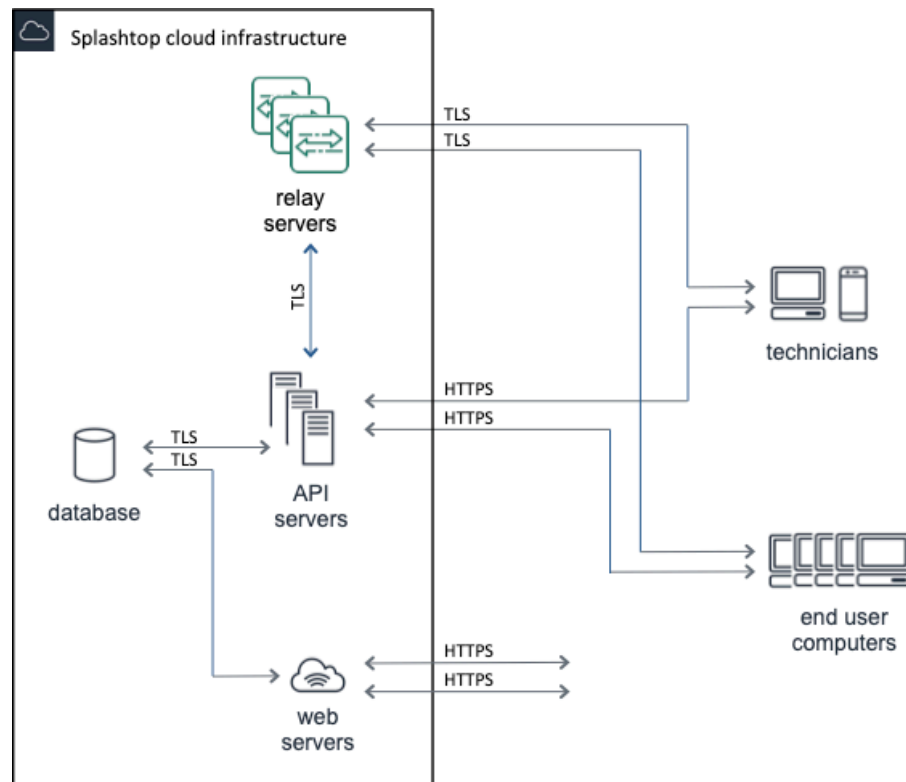 Splashtop cloud infrastructure
TLS
TLS
relay
servers
TLS
technicians
HTTPS
HTTPS
TLS
TLS
API
servers
database
end user
computers
HTTPS
HTTPS
web
servers